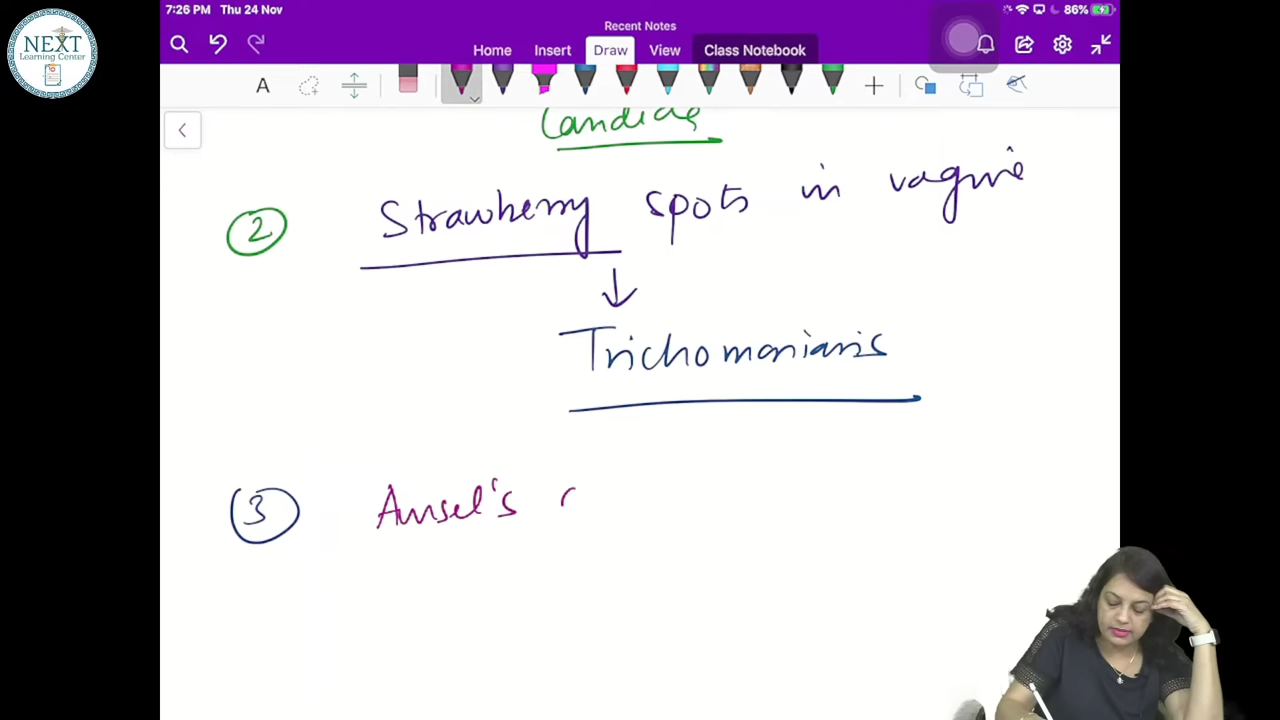 7:26 PM Thu 24 Nov
86%
Recent Notes
NEXT
Learning Center
Home Insert Draw View Class Notebook
A
Candida
2 Strawberry spots in vagina
Trichomoniasis
3 Amsel's c